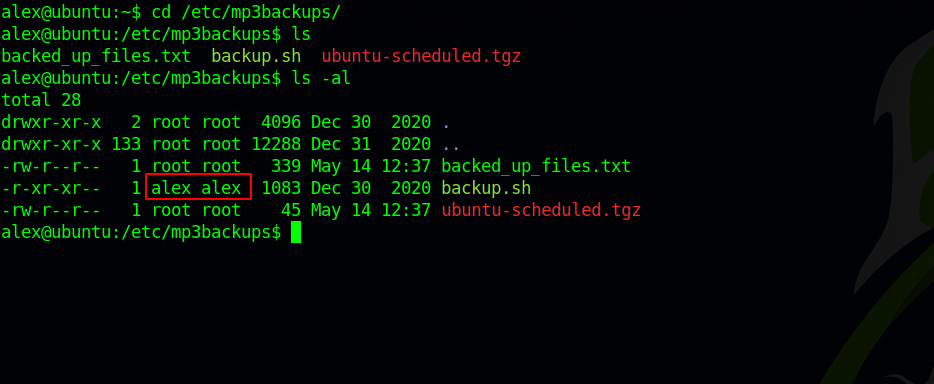 alex@ubuntu:~$ cd /etc/mp3backups/
alex@ubuntu:/etc/mp3backups$ ls
backed_up_files.txt  backup.sh  ubuntu-scheduled.tgz
alex@ubuntu:/etc/mp3backups$ ls -al
total 28
drwxr-xr-x   2 root root  4096 Dec 30  2020 .
drwxr-xr-x 133 root root 12288 Dec 31  2020 ..
-rw-r--r--   1 root root   339 May 14 12:37 backed_up_files.txt
-r-xr-xr--   1 alex alex  1083 Dec 30  2020 backup.sh
-rw-r--r--   1 root root    45 May 14 12:37 ubuntu-scheduled.tgz
alex@ubuntu:/etc/mp3backups$